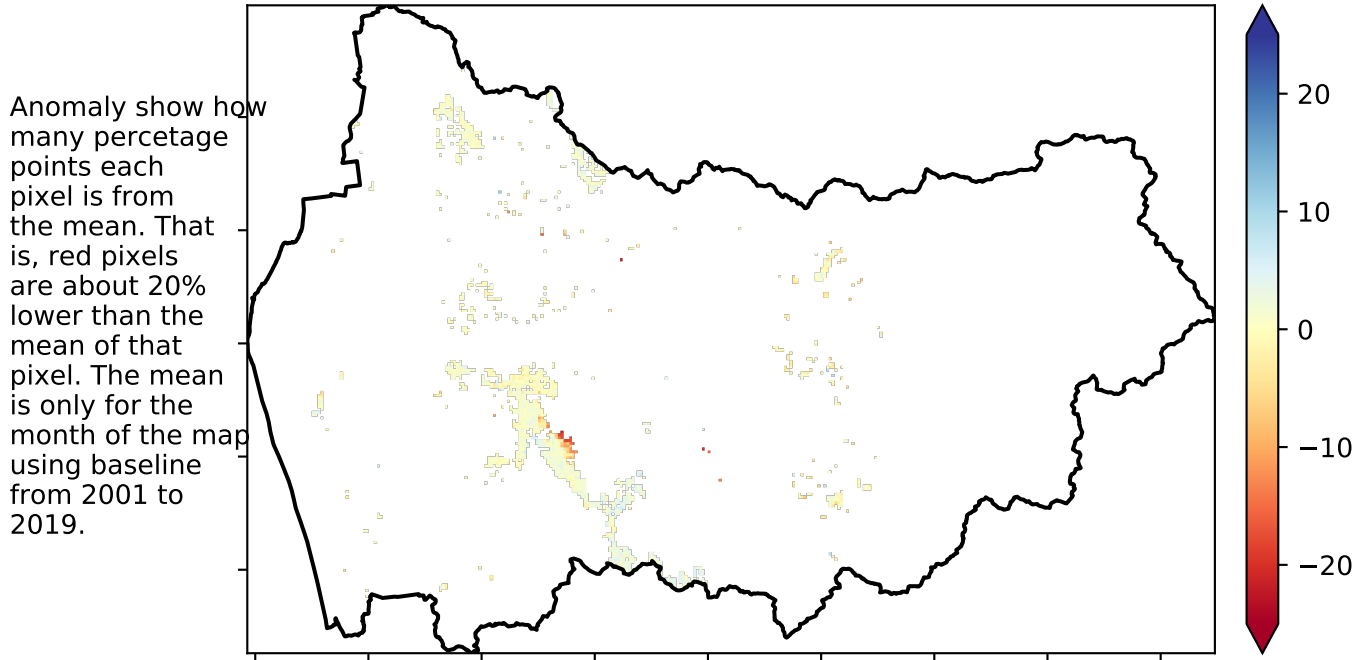 Anomaly show how
many percetage
points each
pixel is from
the mean. That
is, red pixels
are about 20%
lower than the
mean of that
pixel. The mean
is only for the
month of the map
using baseline
from 2001 to
2019.
20
10
0
−10
−20